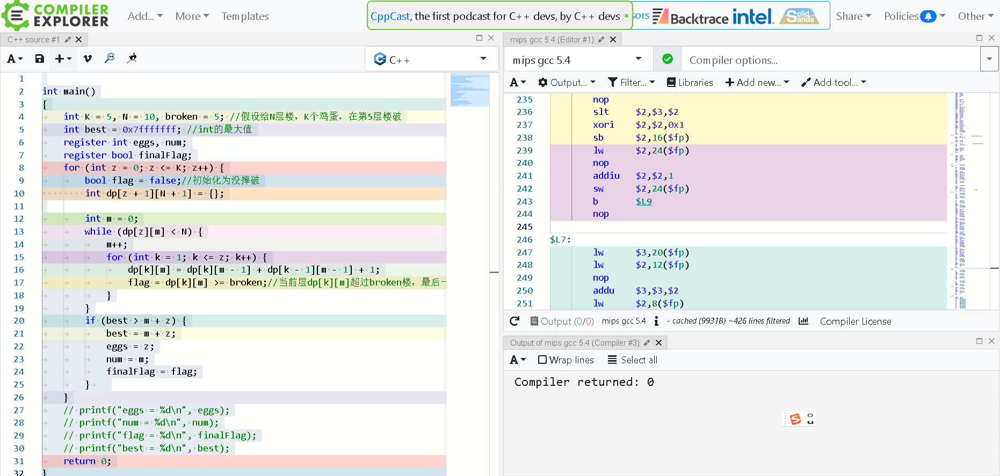 COMPILER EXPLORER Add... More Templates CppCast, the first podcast for C++ devs, by C++ devs × sors Backtrace intel. Solid Sands Share Policies Other
C++ source #1
A
C++
1
2 int main()
3 {
4 int K = 5, N = 10, broken = 5; //假设给N层楼，K个鸡蛋，在第5层楼破
5 int best = 0x7fffffff; //int的最大值
6 register int eggs, num;
7 register bool finalFlag;
8 for (int z = 0; z <= K; z++) {
9 bool flag = false;//初始化为没摔破
10 int dp[z + 1][N + 1] = {};
11
12 int m = 0;
13 while (dp[z][m] < N) {
14 m++;
15 for (int k = 1; k <= z; k++) {
16 dp[k][m] = dp[k][m - 1] + dp[k - 1][m - 1] + 1;
17 flag = dp[k][m] >= broken;//当前层dp[k][m]超过broken楼，最后一
18 }
19 }
20 if (best > m + z) {
21 best = m + z;
22 eggs = z;
23 num = m;
24 finalFlag = flag;
25 }
26 }
27 // printf("eggs = %d\n", eggs);
28 // printf("num = %d\n", num);
29 // printf("flag = %d\n", finalFlag);
30 // printf("best = %d\n", best);
31 return 0;
32 }
mips gcc 5.4 (Editor #1)
mips gcc 5.4 Compiler options...
A Output... Filter... Libraries Add new... Add tool...
235 nop
236 slt $2,$3,$2
237 xori $2,$2,0x1
238 sb $2,16($fp)
239 lw $2,24($fp)
240 nop
241 addiu $2,$2,1
242 sw $2,24($fp)
243 b $L9
244 nop
245
246 $L7:
247 lw $3,20($fp)
248 lw $2,12($fp)
249 nop
250 addu $3,$3,$2
251 lw $2,8($fp)
Output (0/0) mips gcc 5.4 i - cached (9931B) ~426 lines filtered Compiler License
Output of mips gcc 5.4 (Compiler #3)
A Wrap lines Select all
Compiler returned: 0